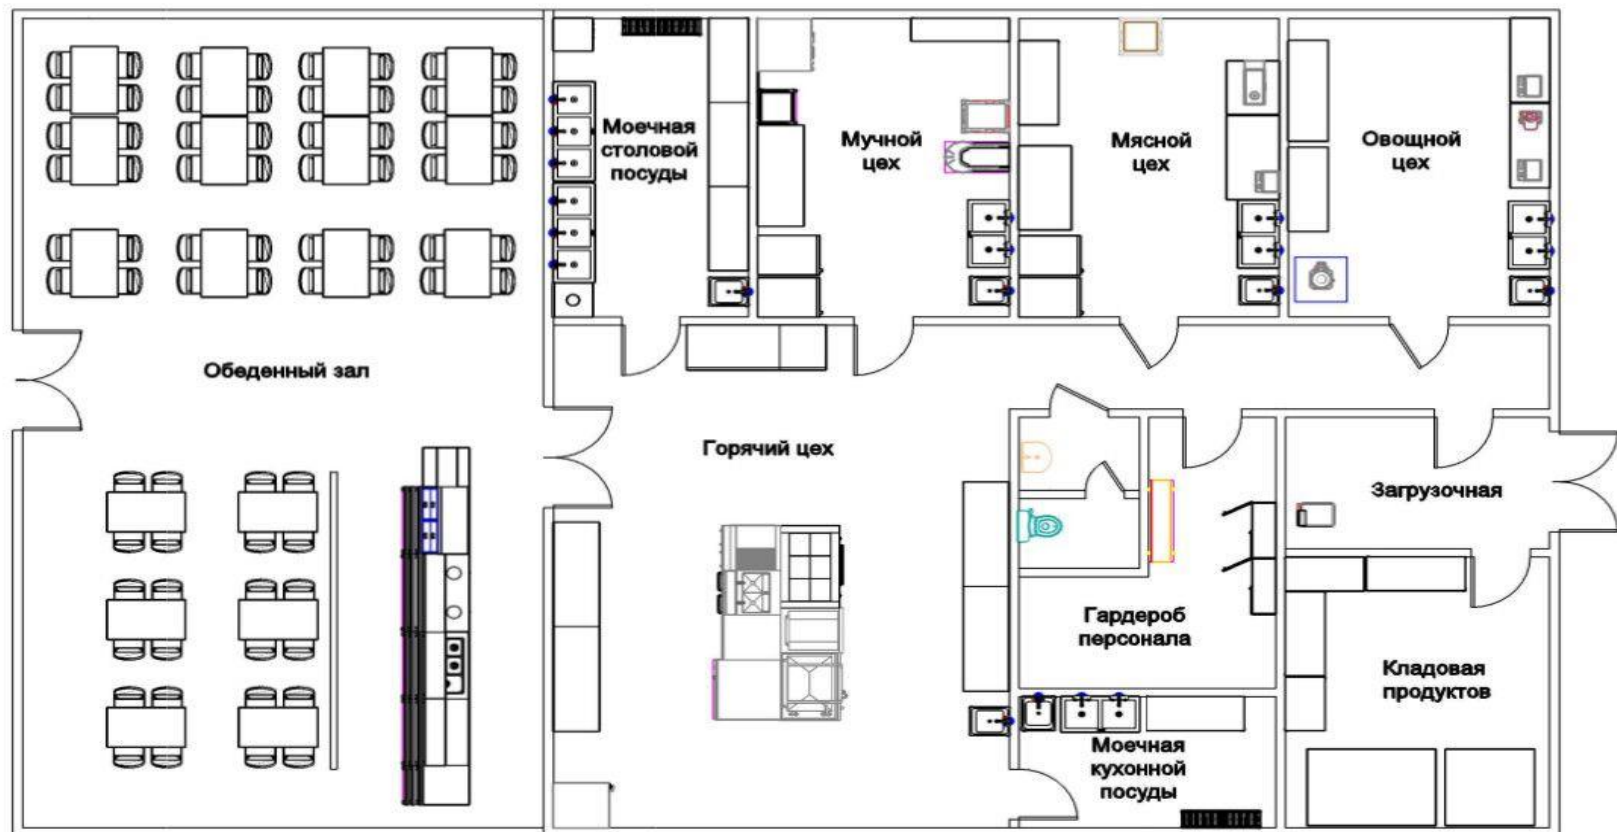 Моечная
столовой
посуды
Мучной
цех
Мясной
цех
Овощной
цех
Обеденный зал
Горячий цех
Загрузочная
Гардероб
персонала
Кладовая
продуктов
Моечная
кухонной
посуды